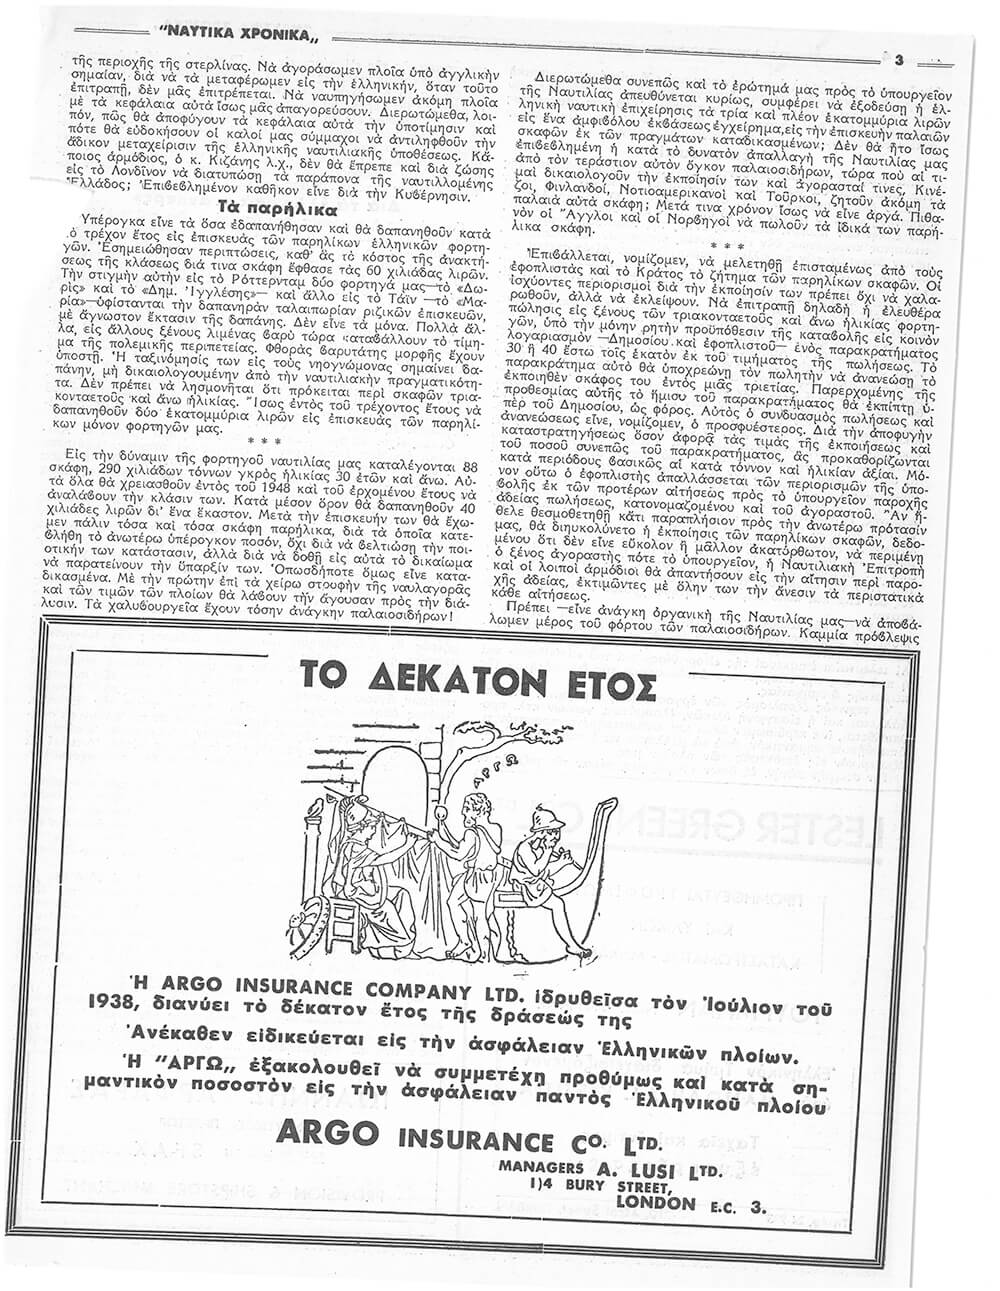 "ΝΑΥΤΙΚΑ ΧΡΟΝΙΚΑ„
3
τῆς περιοχῆς τῆς στερλίνας. Νὰ ἀγοράσωμεν πλοῖα ὑπὸ ἀγγλικὴν
σημαίαν, διὰ νὰ τὰ μεταφέρωμεν εἰς τὴν ἑλληνικήν, ὅταν τοῦτο
ἐπιτραπῇ, δὲν μᾶς ἐπιτρέπεται. Νὰ ναυπηγήσωμεν ἀκόμη πλοῖα
μὲ τὰ κεφάλαια αὐτὰ ἴσως μᾶς ἀπαγορεύσουν. Διερωτώμεθα, λοι-
πόν, πῶς θὰ ἀποφύγουν τὰ κεφάλαια αὐτὰ τὴν ὑποτίμησιν καὶ
πότε θὰ εὐδοκήσουν οἱ καλοί μας σύμμαχοι νὰ ἀντιληφθοῦν τὴν
ἄδικον μεταχείρισιν τῆς ἑλληνικῆς ναυτιλιακῆς ὑποθέσεως. Κά-
ποιος ἁρμόδιος, ὁ κ. Κιζάνης λ.χ., δὲν θὰ ἔπρεπε καὶ διὰ ζώσης
εἰς τὸ Λονδῖνον νὰ διατυπώσῃ τὰ παράπονα τῆς ναυτιλλομένης
Ἑλλάδος; Ἐπιβεβλημένον καθῆκον εἶνε διὰ τὴν Κυβέρνησιν.
Τὰ παρήλικα
Ὑπέρογκα εἶνε τὰ ὅσα ἐδαπανήθησαν καὶ θὰ δαπανηθοῦν κατὰ
τὸ τρέχον ἔτος εἰς ἐπισκευὰς τῶν παρηλίκων ἑλληνικῶν φορτη-
γῶν. Ἐσημειώθησαν περιπτώσεις, καθ' ἃς τὸ κόστος τῆς ἀνακτή-
σεως τῆς κλάσεως διά τινα σκάφη ἔφθασε τὰς 60 χιλιάδας λιρῶν.
Τὴν στιγμὴν αὐτὴν εἰς τὸ Ρόττερνταμ δύο φορτηγά μας—τὸ «Δω-
ρὶς» καὶ τὸ «Δημ. Ἰγγλέσης»— καὶ ἄλλο εἰς τὸ Τάϊν —τὸ «Μα-
ρία»—ὑφίστανται τὴν δαπανηρὰν ταλαιπωρίαν ριζικῶν ἐπισκευῶν,
μὲ ἄγνωστον ἔκτασιν τῆς δαπάνης. Δὲν εἶνε τὰ μόνα. Πολλὰ ἄλ-
λα, εἰς ἄλλους ξένους λιμένας βαρὺ τώρα καταβάλλουν τὸ τίμη-
μα τῆς πολεμικῆς περιπετείας. Φθορὰς βαρυτάτης μορφῆς ἔχουν
ὑποστῆ. Ἡ ταξινόμησίς των εἰς τοὺς νηογνώμονας σημαίνει δα-
πάνην, μὴ δικαιολογουμένην ἀπὸ τὴν ναυτιλιακὴν πραγματικότη-
τα. Δὲν πρέπει νὰ λησμονῆται ὅτι πρόκειται περὶ σκαφῶν τρια-
κονταετοῦς καὶ ἄνω ἡλικίας. Ἴσως ἐντὸς τοῦ τρέχοντος ἔτους νὰ
δαπανηθοῦν δύο ἑκατομμύρια λιρῶν εἰς ἐπισκευὰς τῶν παρηλί-
κων μόνον φορτηγῶν μας.
* * *
Εἰς τὴν δύναμιν τῆς φορτηγοῦ ναυτιλίας μας καταλέγονται 88
σκάφη, 290 χιλιάδων τόννων γκρὸς ἡλικίας 30 ἐτῶν καὶ ἄνω. Αὐ-
τὰ ὅλα θὰ χρειασθοῦν ἐντὸς τοῦ 1948 καὶ τοῦ ἐρχομένου ἔτους νὰ
ἀναλάβουν τὴν κλάσιν των. Κατὰ μέσον ὅρον θὰ δαπανηθοῦν 40
χιλιάδες λιρῶν δι' ἕνα ἕκαστον. Μετὰ τὴν ἐπισκευήν των θὰ ἔχω-
μεν πάλιν τόσα καὶ τόσα σκάφη παρήλικα, διὰ τὰ ὁποῖα κατε-
βλήθη τὸ ἀνωτέρω ὑπέρογκον ποσόν, ὄχι διὰ νὰ βελτιώσῃ τὴν ποι-
οτικήν των κατάστασιν, ἀλλὰ διὰ νὰ δοθῇ εἰς αὐτὰ τὸ δικαίωμα
νὰ παρατείνουν τὴν ὕπαρξίν των. Ὁπωσδήποτε ὅμως εἶνε κατα-
δικασμένα. Μὲ τὴν πρώτην ἐπὶ τὰ χείρω στροφὴν τῆς ναυλαγορᾶς
καὶ τῶν τιμῶν τῶν πλοίων θὰ λάβουν τὴν ἄγουσαν πρὸς τὴν διά-
λυσιν. Τὰ χαλυβουργεῖα ἔχουν τόσην ἀνάγκην παλαιοσιδήρων!
Διερωτώμεθα συνεπῶς καὶ τὸ ἐρώτημά μας πρὸς τὸ ὑπουργεῖον
τῆς Ναυτιλίας ἀπευθύνεται κυρίως, συμφέρει νὰ ἐξοδεύσῃ ἡ ἑλ-
ληνικὴ ναυτικὴ ἐπιχείρησις τὰ τρία καὶ πλέον ἑκατομμύρια λιρῶν
εἰς ἕνα ἀμφιβόλου ἐκβάσεως ἐγχείρημα,εἰς τὴν ἐπισκευὴν παλαιῶν
σκαφῶν ἐκ τῶν πραγμάτων καταδικασμένων; Δὲν θὰ ἦτο ἴσως
ἐπιβεβλημένη ἡ κατὰ τὸ δυνατὸν ἀπαλλαγὴ τῆς Ναυτιλίας μας
ἀπὸ τὸν τεράστιον αὐτὸν ὄγκον παλαιοσιδήρων, τώρα ποὺ αἱ τι-
μαὶ δικαιολογοῦν τὴν ἐκποίησίν των καὶ ἀγορασταί τινες, Κινέ-
ζοι, Φινλανδοί, Νοτιοαμερικανοὶ καὶ Τοῦρκοι, ζητοῦν ἀκόμη τὰ
παλαιὰ αὐτὰ σκάφη; Μετά τινα χρόνον ἴσως νὰ εἶνε ἀργά. Πιθα-
νὸν οἱ Ἄγγλοι καὶ οἱ Νορβηγοὶ νὰ πωλοῦν τὰ ἰδικά των παρή-
λικα σκάφη.
* * *
Ἐπιβάλλεται, νομίζομεν, νὰ μελετηθῇ ἐπισταμένως ἀπὸ τοὺς
ἐφοπλιστὰς καὶ τὸ Κράτος τὸ ζήτημα τῶν παρηλίκων σκαφῶν. Οἱ
ἰσχύοντες περιορισμοὶ διὰ τὴν ἐκποίησίν των πρέπει ὄχι νὰ χαλα-
ρωθοῦν, ἀλλὰ νὰ ἐκλείψουν. Νὰ ἐπιτραπῇ δηλαδὴ ἡ ἐλευθέρα
πώλησις εἰς ξένους τῶν τριακονταετοῦς καὶ ἄνω ἡλικίας φορτη-
γῶν, ὑπὸ τὴν μόνην ρητὴν προϋπόθεσιν τῆς καταβολῆς εἰς κοινὸν
λογαριασμὸν —Δημοσίου καὶ ἐφοπλιστοῦ— ἑνὸς παρακρατήματος
30 ἢ 40 ἔστω τοῖς ἑκατὸν ἐκ τοῦ τιμήματος τῆς πωλήσεως. Τὸ
παρακράτημα αὐτὸ θὰ ὑποχρεώνῃ τὸν πωλητὴν νὰ ἀνανεώσῃ τὸ
ἐκποιηθὲν σκάφος του ἐντὸς μιᾶς τριετίας. Παρερχομένης τῆς
προθεσμίας αὐτῆς τὸ ἥμισυ τοῦ παρακρατήματος θὰ ἐκπίπτῃ ὑ-
πὲρ τοῦ Δημοσίου, ὡς φόρος. Αὐτὸς ὁ συνδυασμὸς πωλήσεως καὶ
ἀνανεώσεως εἶνε, νομίζομεν, ὁ προσφυέστερος. Διὰ τὴν ἀποφυγὴν
καταστρατηγήσεως ὅσον ἀφορᾷ τὰς τιμὰς τῆς ἐκποιήσεως καὶ
τοῦ ποσοῦ συνεπῶς τοῦ παρακρατήματος, ἂς προκαθορίζωνται
κατὰ περιόδους βασικῶς αἱ κατὰ τόννον καὶ ἡλικίαν ἀξίαι. Μό-
νον οὕτω ὁ ἐφοπλιστὴς ἀπαλλάσσεται τῶν περιορισμῶν τῆς ὑπο-
βολῆς ἐκ τῶν προτέρων αἰτήσεως πρὸς τὸ ὑπουργεῖον παροχῆς
ἀδείας πωλήσεως, κατονομαζομένου καὶ τοῦ ἀγοραστοῦ. Ἂν ἤ-
θελε θεσμοθετηθῇ κάτι παραπλήσιον πρὸς τὴν ἀνωτέρω πρότασίν
μας, θὰ διηυκολύνετο ἡ ἐκποίησις τῶν παρηλίκων σκαφῶν, δεδο-
μένου ὅτι δὲν εἶνε εὔκολον ἢ μᾶλλον ἀκατόρθωτον, νὰ περιμένῃ
ὁ ξένος ἀγοραστὴς πότε τὸ ὑπουργεῖον, ἡ Ναυτιλιακὴ Ἐπιτροπὴ
καὶ οἱ λοιποὶ ἁρμόδιοι θὰ ἀπαντήσουν εἰς τὴν αἴτησιν περὶ παρο-
χῆς ἀδείας, ἐκτιμῶντες μὲ ὅλην των τὴν ἄνεσιν τὰ περιστατικὰ
κάθε αἰτήσεως.
Πρέπει —εἶνε ἀνάγκη ὀργανικὴ τῆς Ναυτιλίας μας—νὰ ἀποβά-
λωμεν μέρος τοῦ φόρτου τῶν παλαιοσιδήρων. Καμμία πρόβλεψις
ΤΟ ΔΕΚΑΤΟΝ ΕΤΟΣ
ΑΡΓΩ
Ἡ ARGO INSURANCE COMPANY LTD. ἱδρυθεῖσα τὸν Ἰούλιον τοῦ
1938, διανύει τὸ δέκατον ἔτος τῆς δράσεώς της
Ἀνέκαθεν εἰδικεύεται εἰς τὴν ἀσφάλειαν Ἑλληνικῶν πλοίων.
Ἡ "ΑΡΓΩ„ ἐξακολουθεῖ νὰ συμμετέχῃ προθύμως καὶ κατὰ ση-
μαντικὸν ποσοστὸν εἰς τὴν ἀσφάλειαν παντὸς Ἑλληνικοῦ πλοίου
ARGO INSURANCE Co. LTD.
MANAGERS A. LUSI LTD.
1)4 BURY STREET,
LONDON E.C. 3.